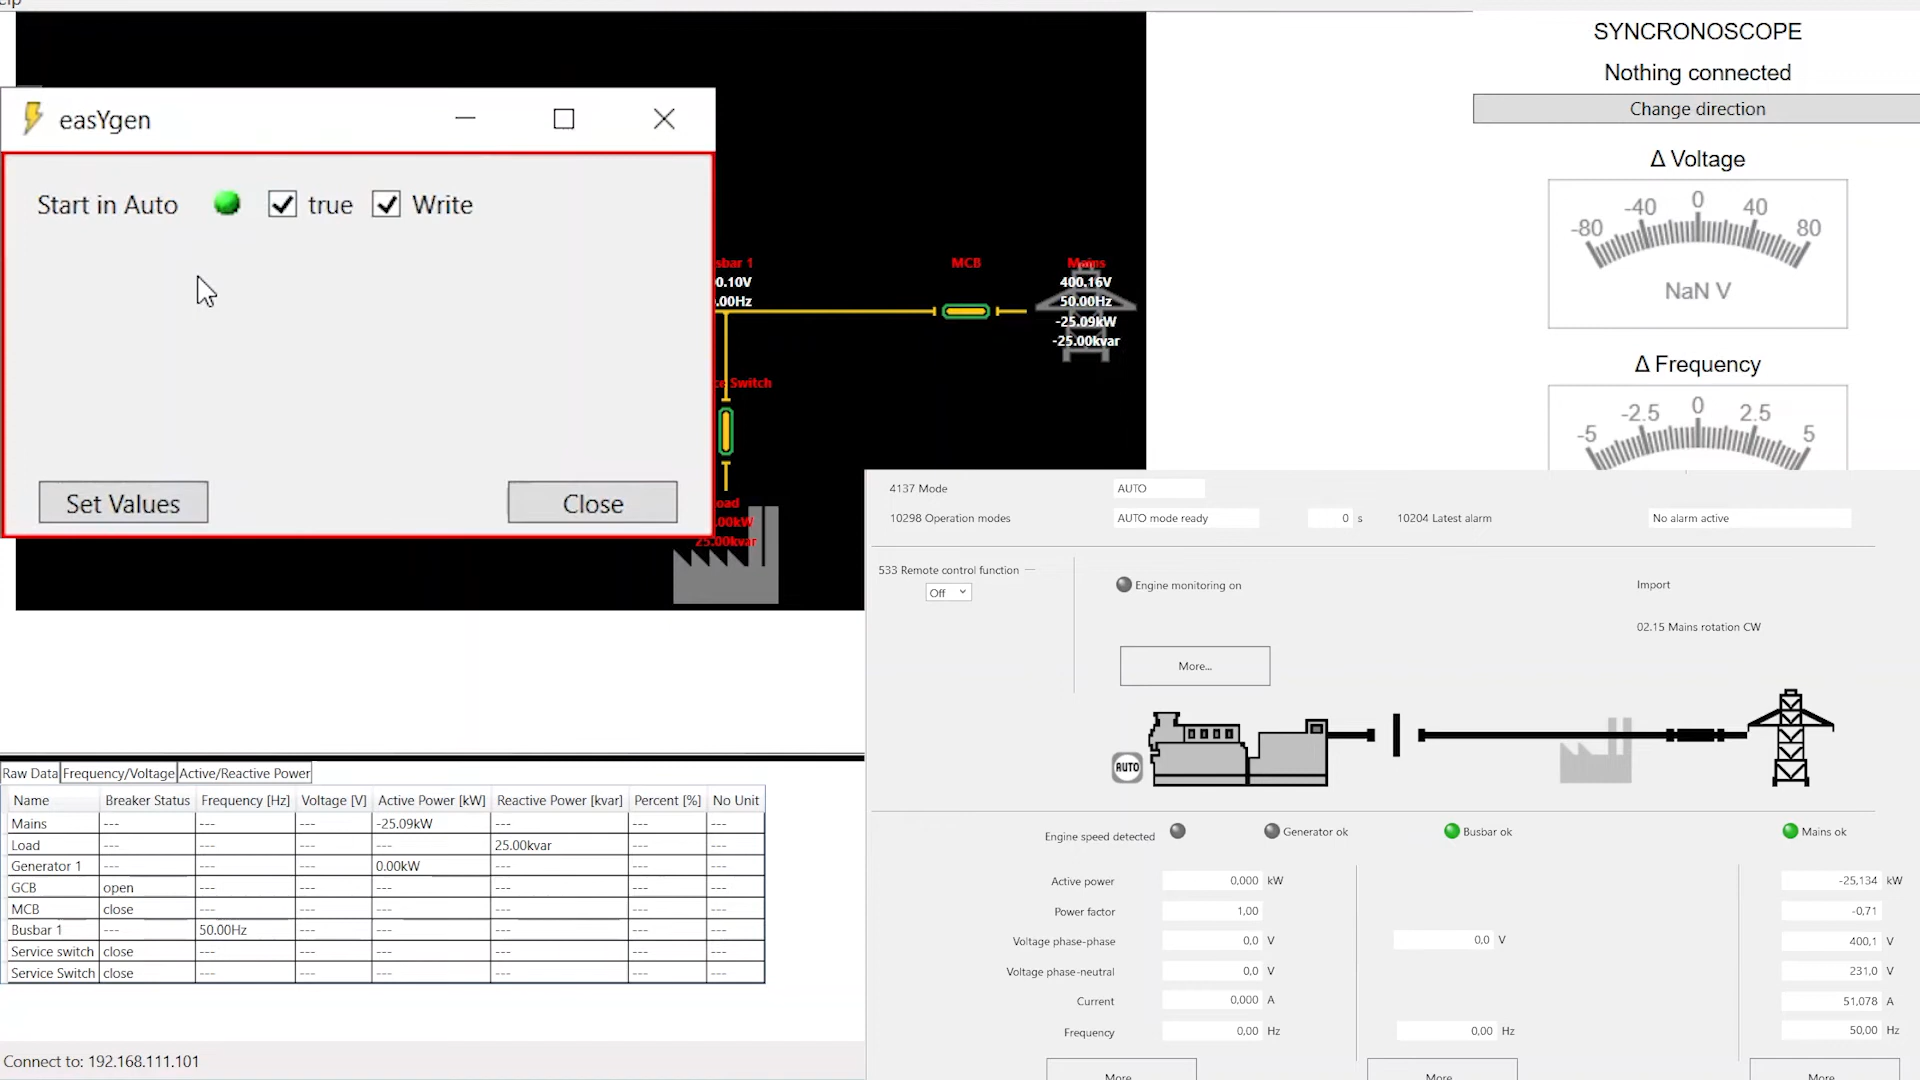 SYNCRONOSCOPE
Nothing connected
Change direction
Δ Voltage
-80 -40 0 40 80
NaN V
Δ Frequency
-5 -2.5 0 2.5 5
easYgen
Start in Auto true Write
Set Values Close
MCB
Mains
400.16V
50.00Hz
-25.09kW
-25.00kvar
Switch
25.00kvar
4137 Mode AUTO
10298 Operation modes AUTO mode ready 0 s 10204 Latest alarm No alarm active
533 Remote control function
Off
Engine monitoring on
Import
02.15 Mains rotation CW
More...
AUTO
Engine speed detected Generator ok Busbar ok Mains ok
Active power 0,000 kW -25,134 kW
Power factor 1,00 -0,71
Voltage phase-phase 0,0 V 0,0 V 400,1 V
Voltage phase-neutral 0,0 V 231,0 V
Current 0,000 A 51,078 A
Frequency 0,00 Hz 0,00 Hz 50,00 Hz
More More More
Raw Data Frequency/Voltage Active/Reactive Power
Name Breaker Status Frequency [Hz] Voltage [V] Active Power [kW] Reactive Power [kvar] Percent [%] No Unit
Mains --- --- --- -25.09kW --- --- ---
Load --- --- --- --- 25.00kvar --- ---
Generator 1 --- --- --- 0.00kW --- --- ---
GCB open --- --- --- --- --- ---
MCB close --- --- --- --- --- ---
Busbar 1 --- 50.00Hz --- --- --- --- ---
Service switch close --- --- --- --- --- ---
Service Switch close --- --- --- --- --- ---
Connect to: 192.168.111.101